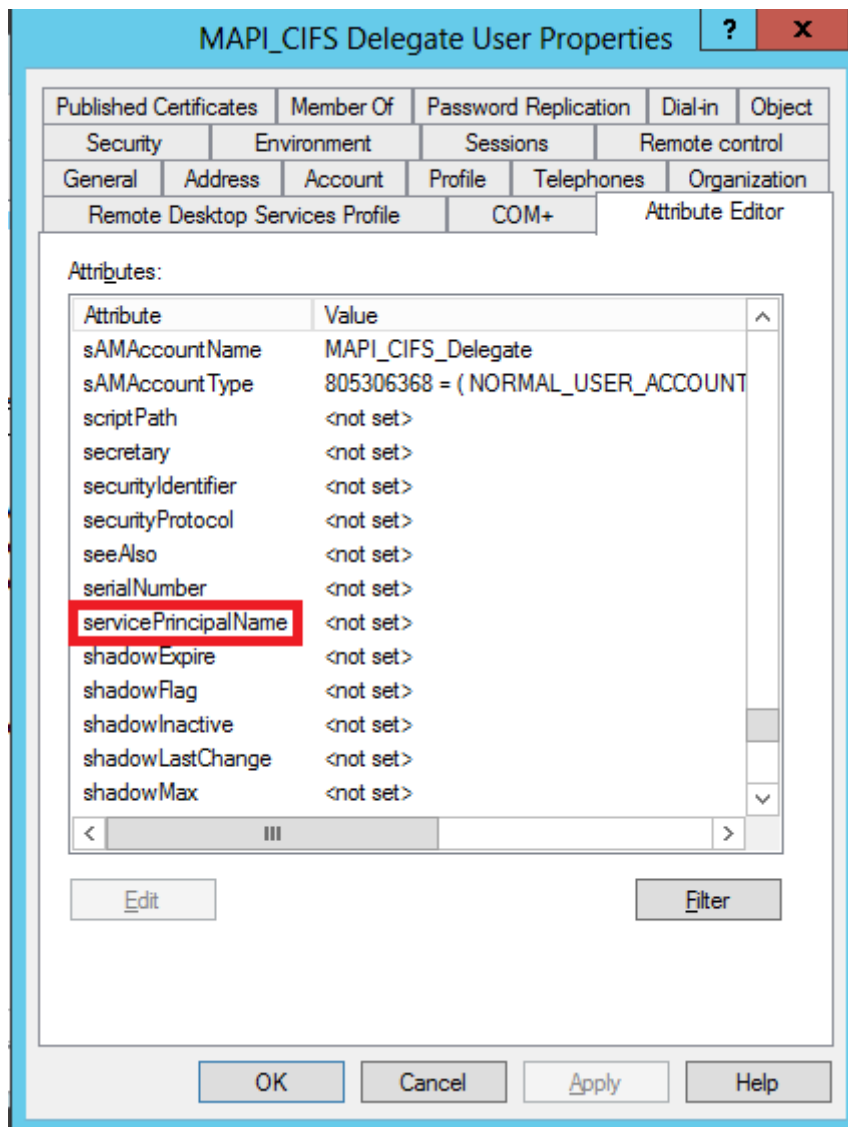 MAPI_CIFS Delegate User Properties ? x
Published Certificates Member Of Password Replication Dial-in Object
Security Environment Sessions Remote control
General Address Account Profile Telephones Organization
Remote Desktop Services Profile COM+ Attribute Editor
Attributes:
Attribute Value
sAMAccountName MAPI_CIFS_Delegate
sAMAccountType 805306368 = ( NORMAL_USER_ACCOUNT
scriptPath <not set>
secretary <not set>
securityIdentifier <not set>
securityProtocol <not set>
seeAlso <not set>
serialNumber <not set>
servicePrincipalName <not set>
shadowExpire <not set>
shadowFlag <not set>
shadowInactive <not set>
shadowLastChange <not set>
shadowMax <not set>
Edit Filter
OK Cancel Apply Help